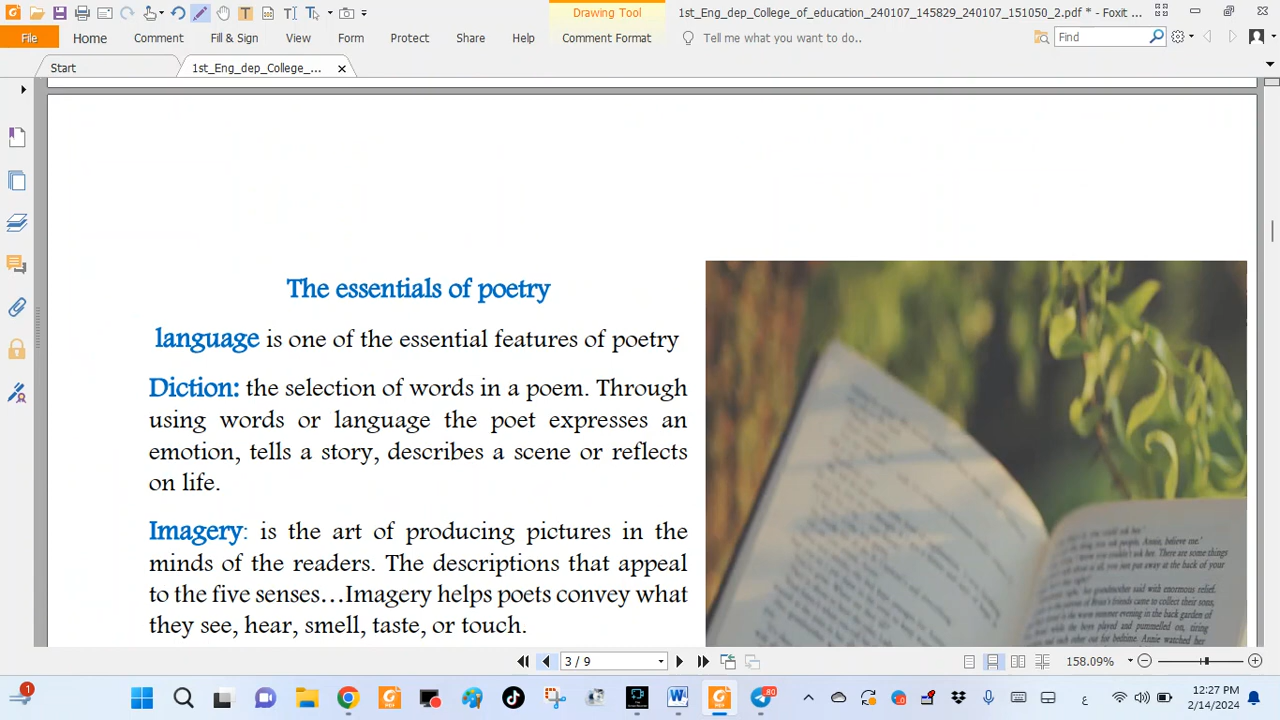 Drawing Tool
1st_Eng_dep_College_of_education_240107_145829_240107_151050_2.pdf * - Foxit ...
File Home Comment Fill & Sign View Form Protect Share Help Comment Format Tell me what you want to do.. Find
Start 1st_Eng_dep_College_...
The essentials of poetry
language is one of the essential features of poetry
Diction: the selection of words in a poem. Through
using words or language the poet expresses an
emotion, tells a story, describes a scene or reflects
on life.
Imagery: is the art of producing pictures in the
minds of the readers. The descriptions that appeal
to the five senses...Imagery helps poets convey what
they see, hear, smell, taste, or touch.
3 / 9 158.09%
1 80 ع 12:27 PM
2/14/2024